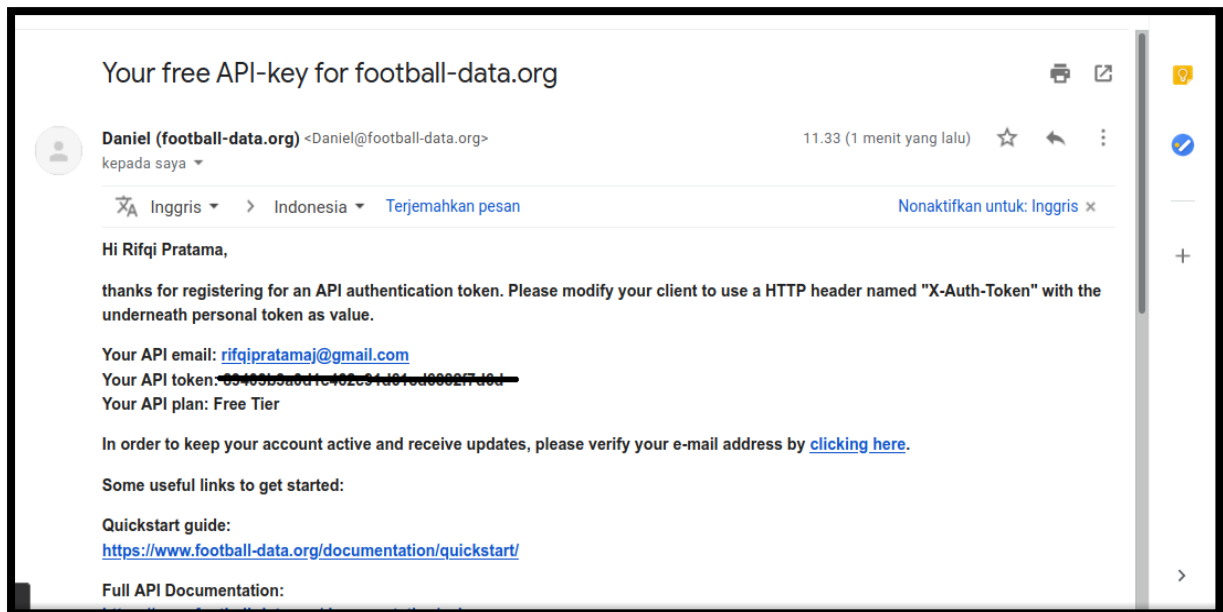 Your free API-key for football-data.org
Daniel (football-data.org) <Daniel@football-data.org>
11.33 (1 menit yang lalu)
kepada saya
Inggris > Indonesia Terjemahkan pesan
Nonaktifkan untuk: Inggris ×
Hi Rifqi Pratama,
thanks for registering for an API authentication token. Please modify your client to use a HTTP header named "X-Auth-Token" with the
underneath personal token as value.
Your API email: rifqipratamaj@gmail.com
Your API token:
Your API plan: Free Tier
In order to keep your account active and receive updates, please verify your e-mail address by clicking here.
Some useful links to get started:
Quickstart guide:
https://www.football-data.org/documentation/quickstart/
Full API Documentation: